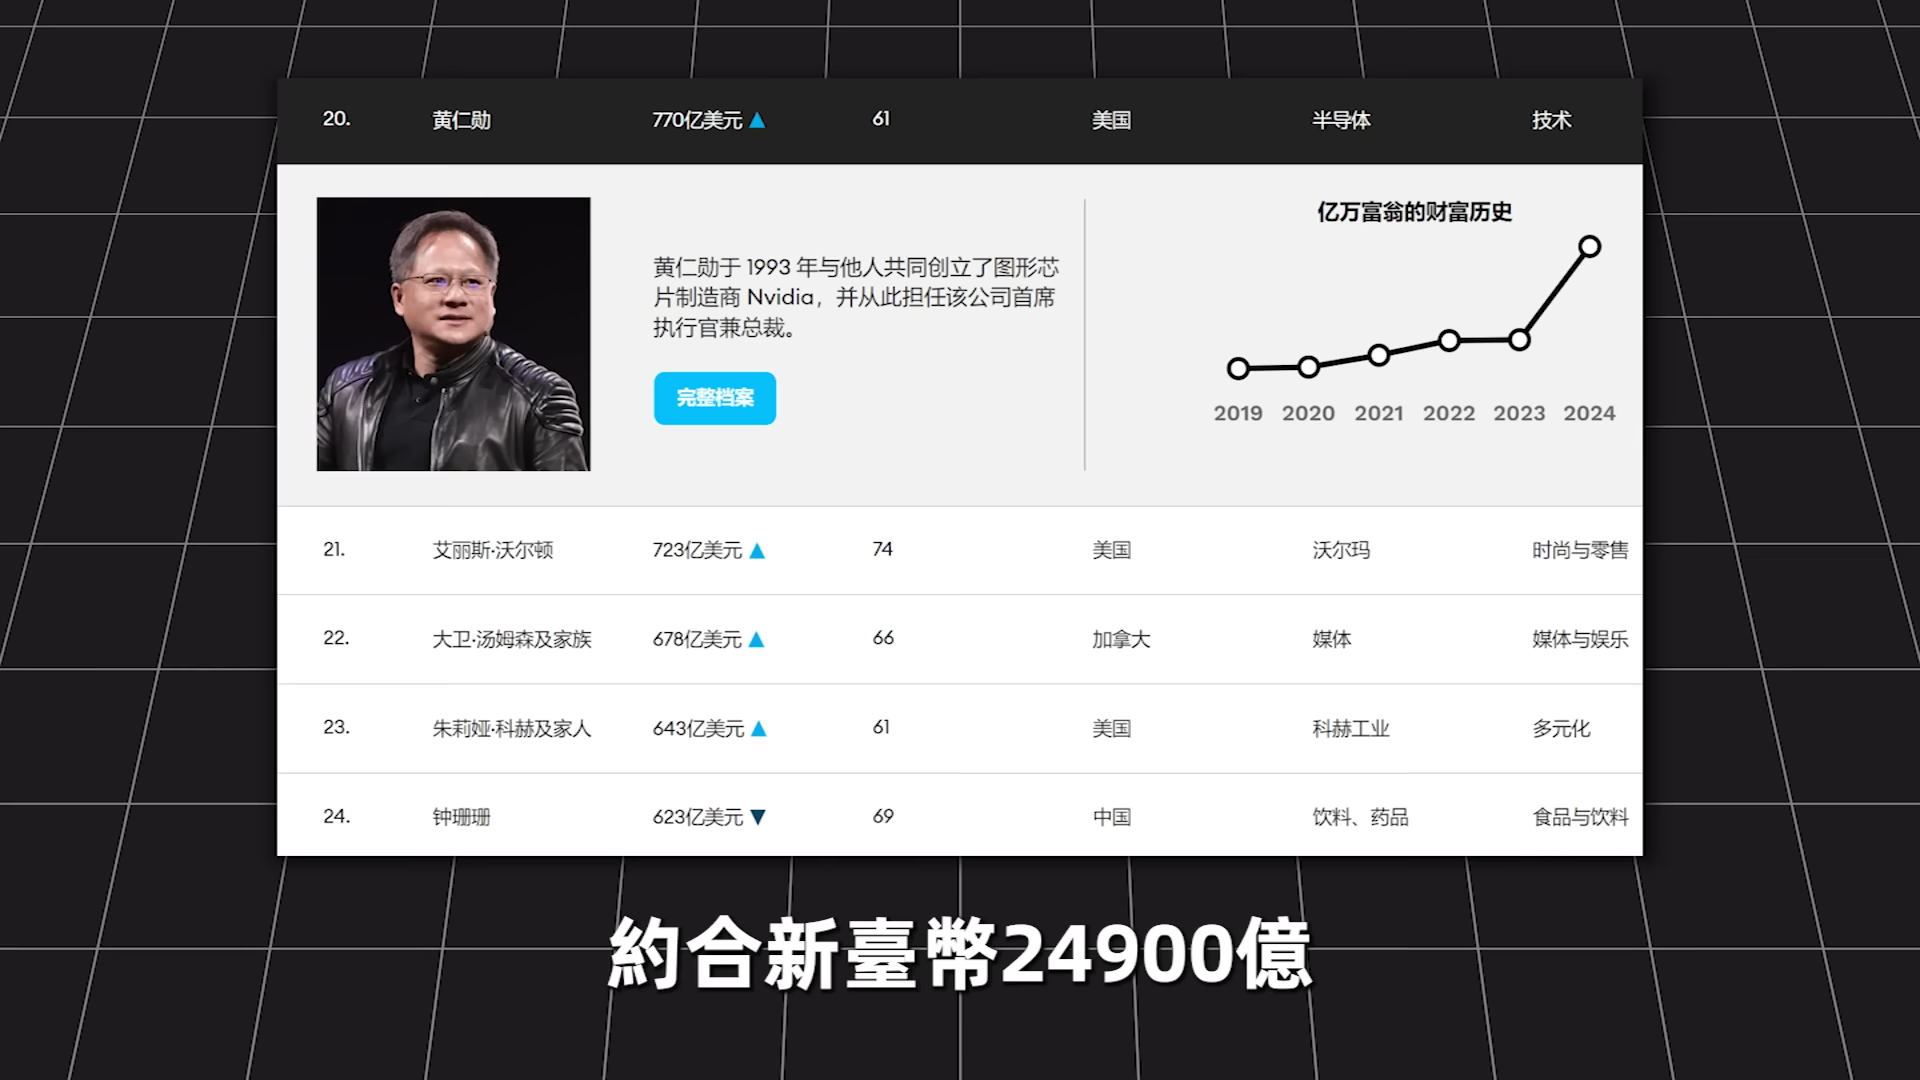 20. 黄仁勋 770亿美元 61 美国 半导体 技术
黄仁勋于 1993 年与他人共同创立了图形芯
片制造商 Nvidia，并从此担任该公司首席
执行官兼总裁。
完整档案
亿万富翁的财富历史
2019 2020 2021 2022 2023 2024
21. 艾丽斯·沃尔顿 723亿美元 74 美国 沃尔玛 时尚与零售
22. 大卫·汤姆森及家族 678亿美元 66 加拿大 媒体 媒体与娱乐
23. 朱莉娅·科赫及家人 643亿美元 61 美国 科赫工业 多元化
24. 钟珊珊 623亿美元 69 中国 饮料、药品 食品与饮料
約合新臺幣24900億